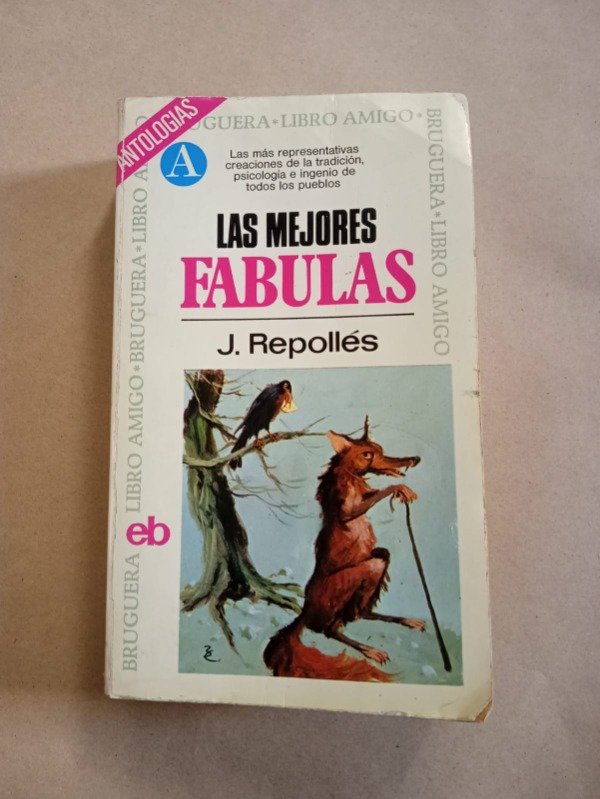 ANTOLOGIAS
BRUGUERA*LIBRO AMIGO*
BRUGUERA*LIBRO AMIGO
BRUGUERA LIBRO AMIGO*BRUGUERA*LIBRO
A
Las más representativas
creaciones de la tradición,
psicología e ingenio de
todos los pueblos
LAS MEJORES
FABULAS
J. Repollés
eb